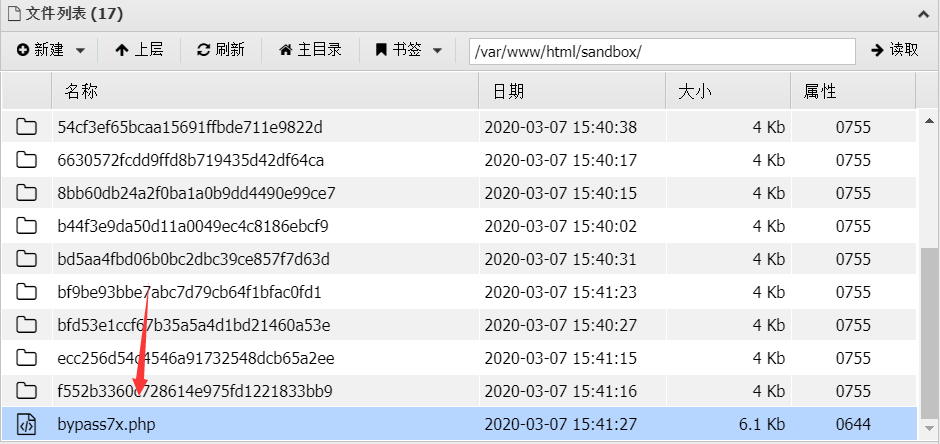 文件列表 (17)
新建 上层 刷新 主目录 书签 /var/www/html/sandbox/ 读取
名称 日期 大小 属性
54cf3ef65bcaa15691ffbde711e9822d 2020-03-07 15:40:38 4 Kb 0755
6630572fcdd9ffd8b719435d42df64ca 2020-03-07 15:40:17 4 Kb 0755
8bb60db24a2f0ba1a0b9dd4490e99ce7 2020-03-07 15:40:15 4 Kb 0755
b44f3e9da50d11a0049ec4c8186ebcf9 2020-03-07 15:40:02 4 Kb 0755
bd5aa4fbd06b0bc2dbc39ce857f7d63d 2020-03-07 15:40:31 4 Kb 0755
bf9be93bbe7abc7d79cb64f1bfac0fd1 2020-03-07 15:41:23 4 Kb 0755
bfd53e1ccf67b35a5a4d1bd21460a53e 2020-03-07 15:40:27 4 Kb 0755
ecc256d54c4546a91732548dcb65a2ee 2020-03-07 15:41:15 4 Kb 0755
f552b3360c728614e975fd1221833bb9 2020-03-07 15:41:16 4 Kb 0755
bypass7x.php 2020-03-07 15:41:27 6.1 Kb 0644